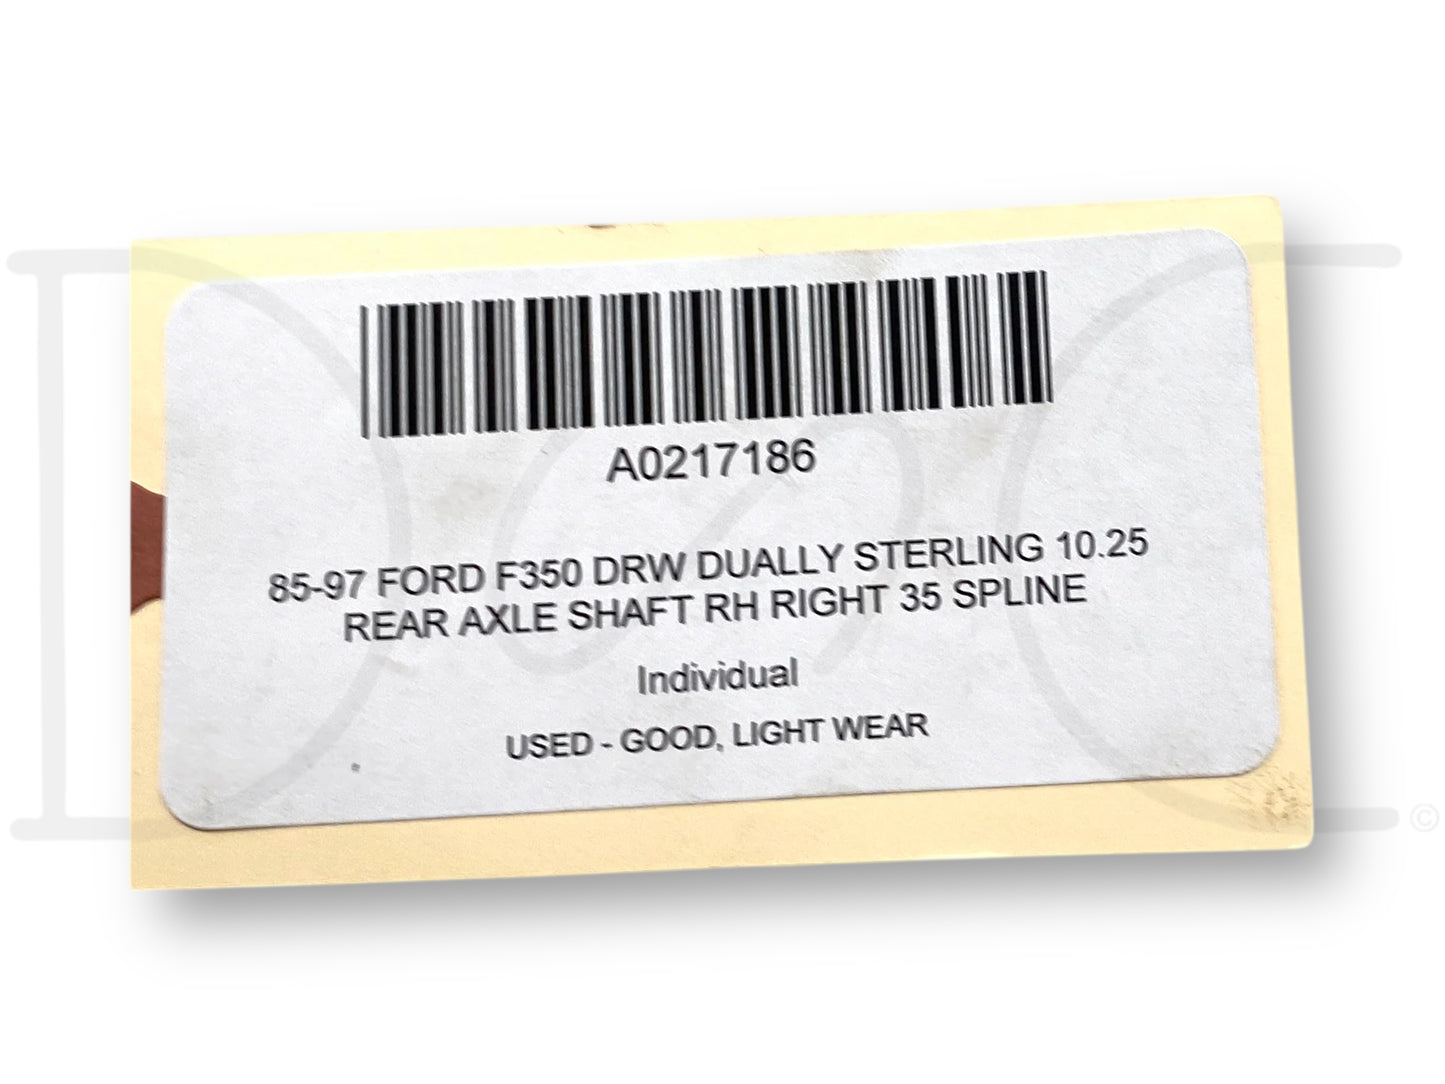 A0217186
85-97 FORD F350 DRW DUALLY STERLING 10.25
REAR AXLE SHAFT RH RIGHT 35 SPLINE
Individual
USED - GOOD, LIGHT WEAR
©